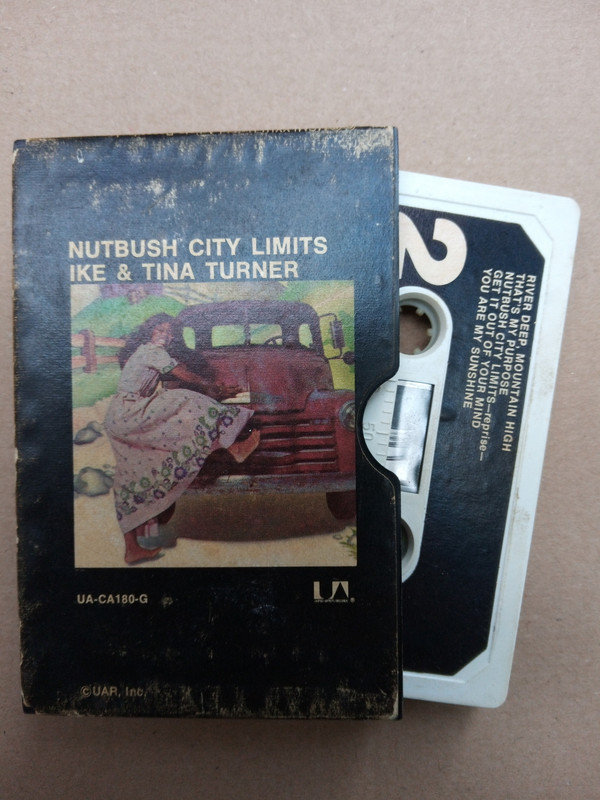 NUTBUSH CITY LIMITS
IKE & TINA TURNER
UA-CA180-G
UA
®
©UAR, Inc.
2
RIVER DEEP, MOUNTAIN HIGH
THAT'S MY PURPOSE
NUTBUSH CITY LIMITS—reprise—
GET IT OUT OF YOUR MIND
YOU ARE MY SUNSHINE
50